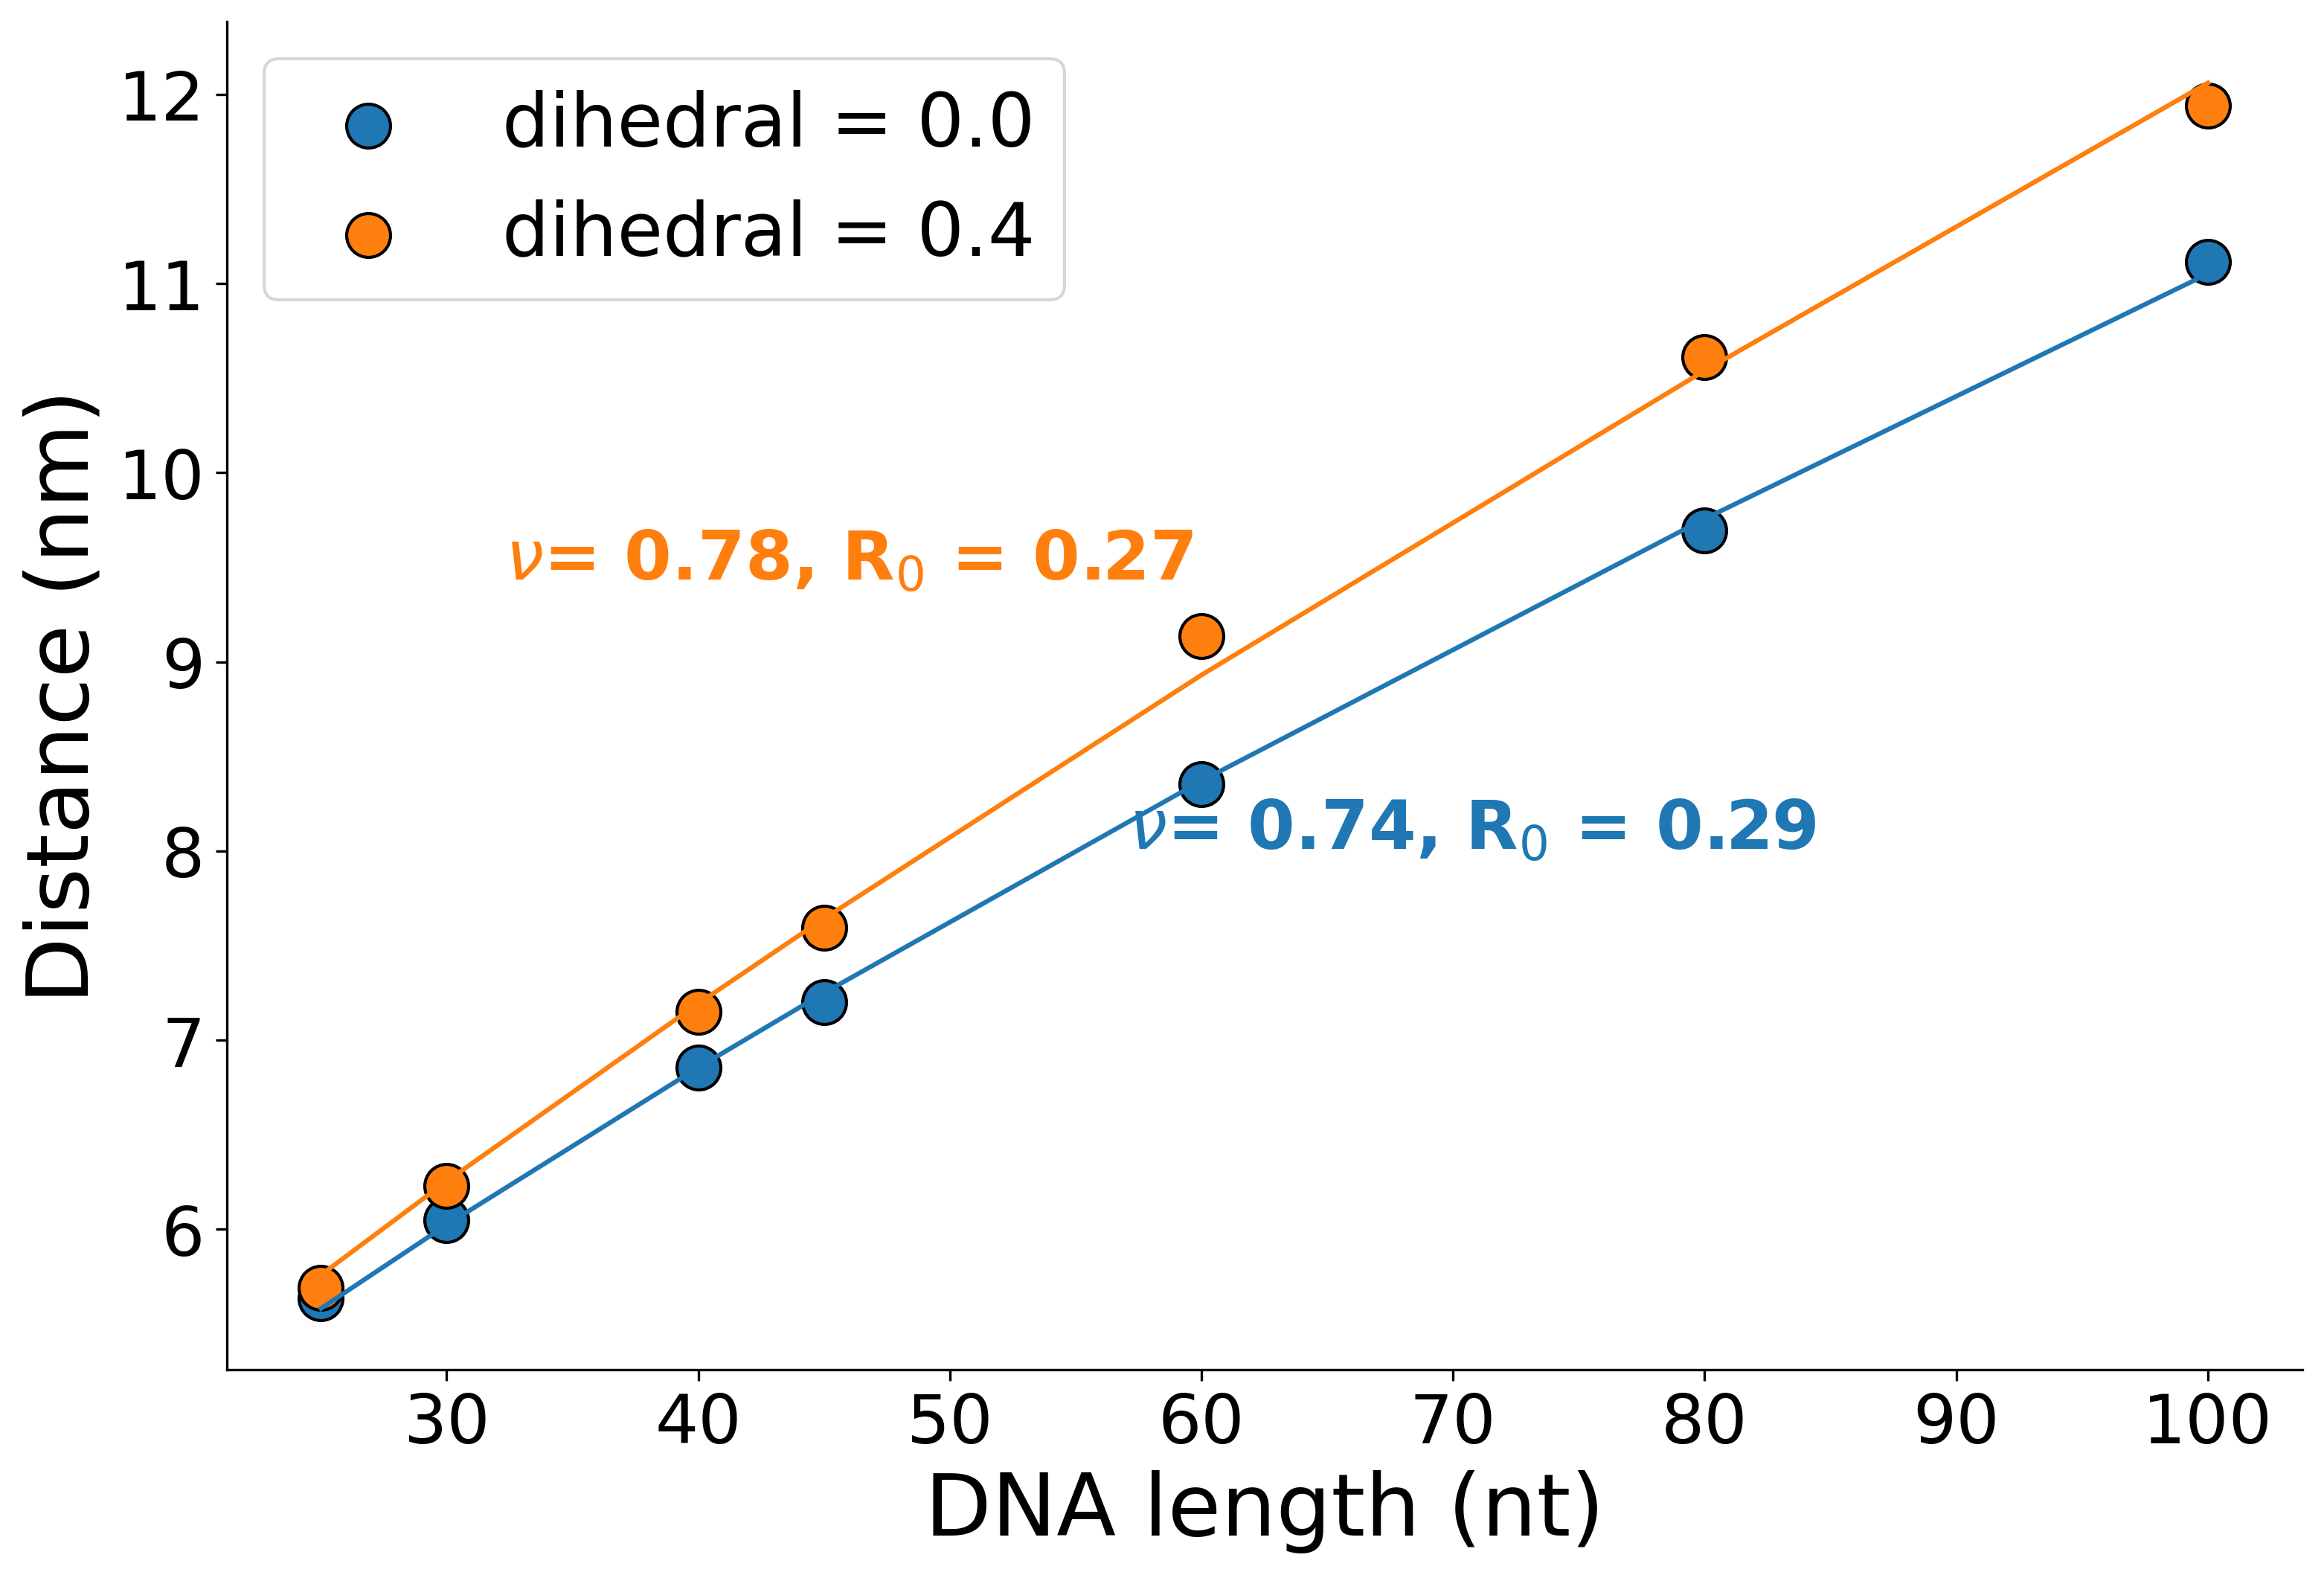 dihedral = 0.0
dihedral = 0.4
12
11
10
9
8
7
6
Distance (nm)
ν= 0.78, R₀ = 0.27
ν= 0.74, R₀ = 0.29
30 40 50 60 70 80 90 100
DNA length (nt)